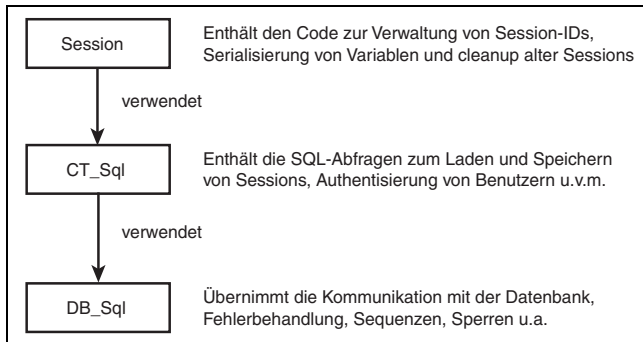 Session
Enthält den Code zur Verwaltung von Session-IDs,
Serialisierung von Variablen und cleanup alter Sessions
verwendet
CT_Sql
Enthält die SQL-Abfragen zum Laden und Speichern
von Sessions, Authentisierung von Benutzern u.v.m.
verwendet
DB_Sql
Übernimmt die Kommunikation mit der Datenbank,
Fehlerbehandlung, Sequenzen, Sperren u.a.